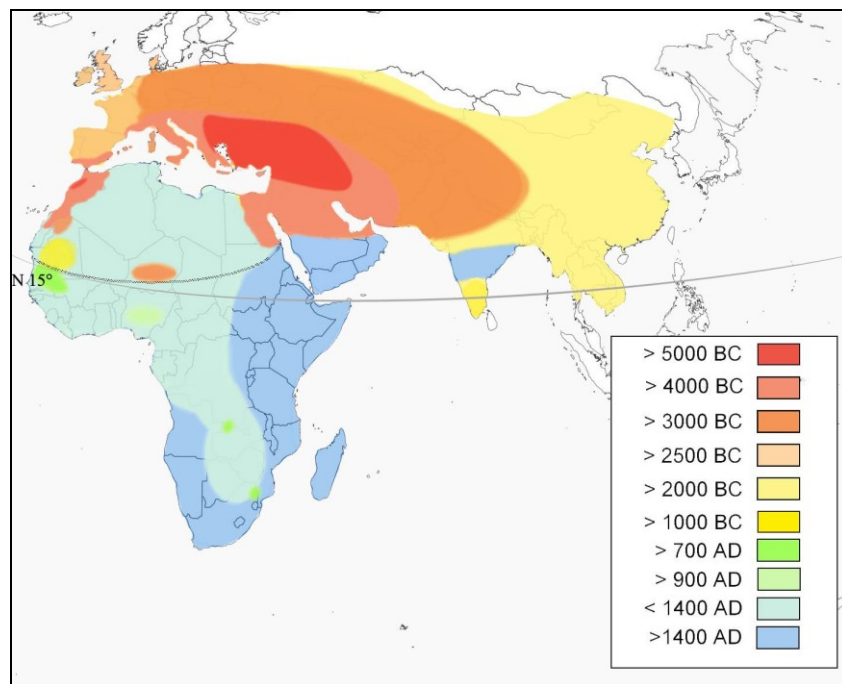 N 15°
> 5000 BC
> 4000 BC
> 3000 BC
> 2500 BC
> 2000 BC
> 1000 BC
> 700 AD
> 900 AD
< 1400 AD
>1400 AD